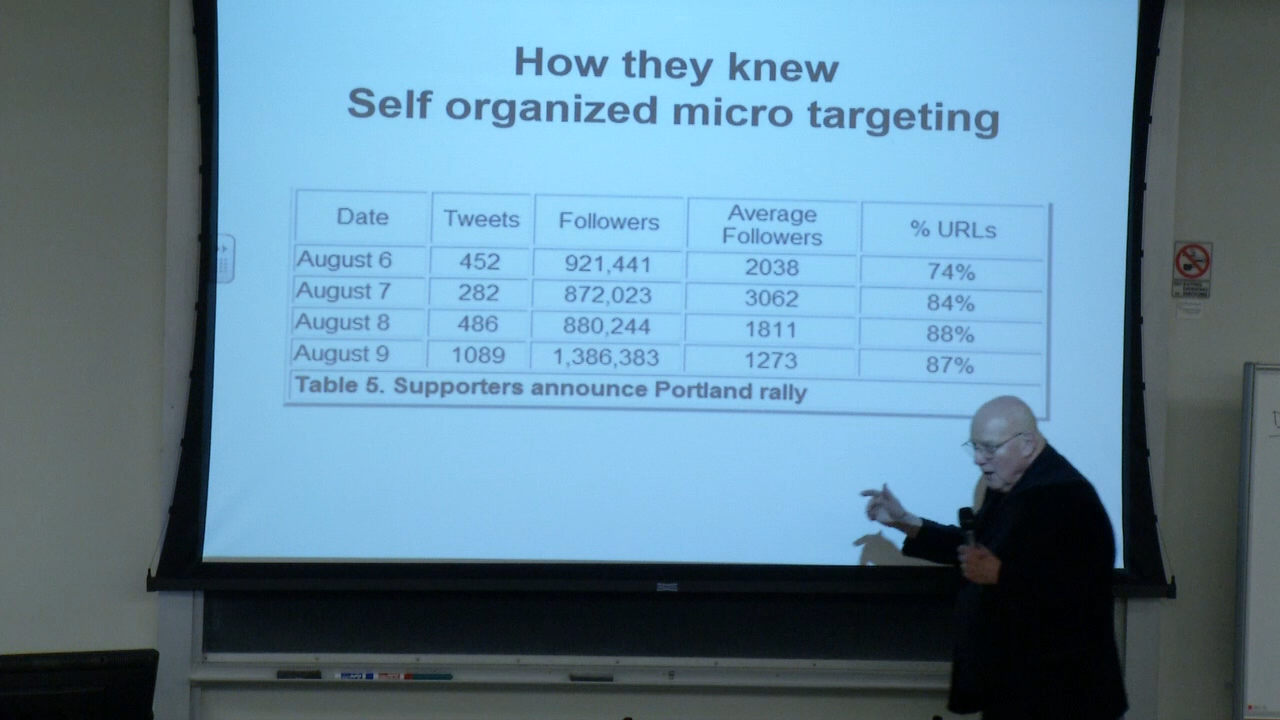 How they knew
Self organized micro targeting
Date Tweets Followers Average Followers % URLs
August 6 452 921,441 2038 74%
August 7 282 872,023 3062 84%
August 8 486 880,244 1811 88%
August 9 1089 1,386,383 1273 87%
Table 5. Supporters announce Portland rally